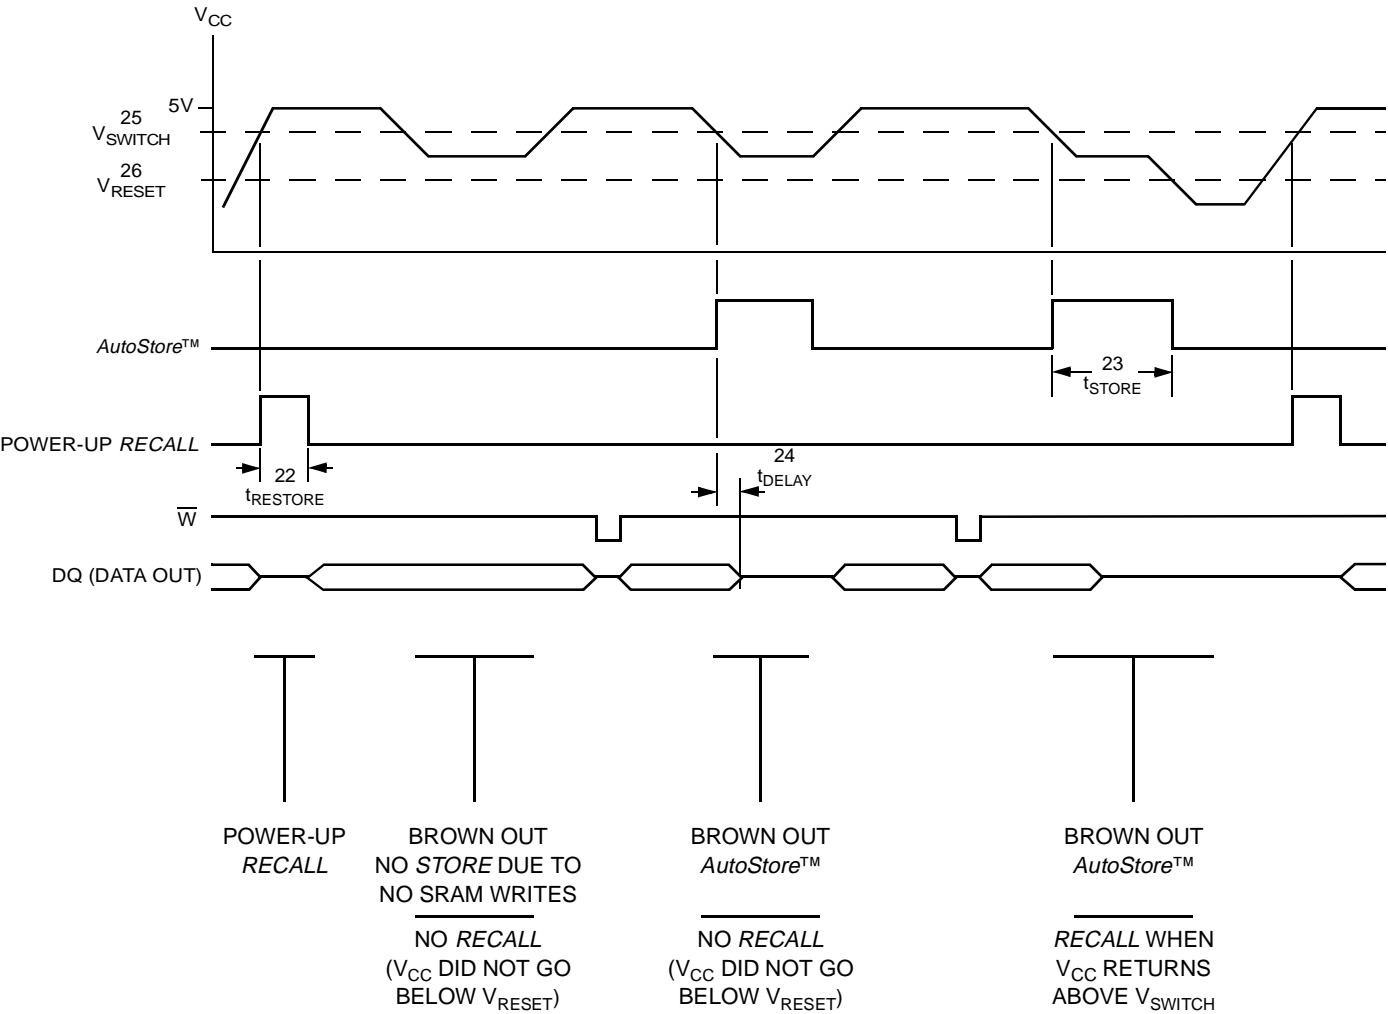 VCC
5V
25
VSWITCH
26
VRESET
AutoStore™
23
tSTORE
POWER-UP RECALL
24
tDELAY
22
tRESTORE
W
DQ (DATA OUT)
POWER-UP
RECALL
BROWN OUT
NO STORE DUE TO
NO SRAM WRITES
NO RECALL
(VCC DID NOT GO
BELOW VRESET)
BROWN OUT
AutoStore™
NO RECALL
(VCC DID NOT GO
BELOW VRESET)
BROWN OUT
AutoStore™
RECALL WHEN
VCC RETURNS
ABOVE VSWITCH